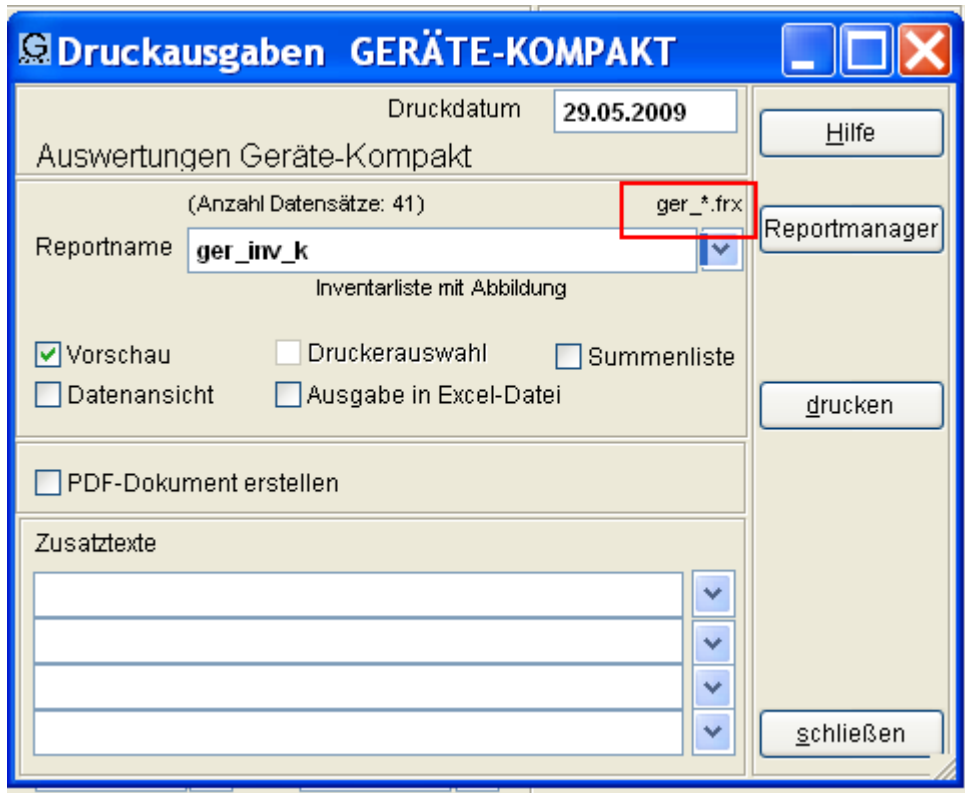 Druckausgaben GERÄTE-KOMPAKT
Druckdatum 29.05.2009
Auswertungen Geräte-Kompakt
Hilfe
(Anzahl Datensätze: 41) ger_*.frx
Reportname ger_inv_k
Reportmanager
Inventarliste mit Abbildung
Vorschau Druckerauswahl Summenliste
Datenansicht Ausgabe in Excel-Datei
drucken
PDF-Dokument erstellen
Zusatztexte
schließen